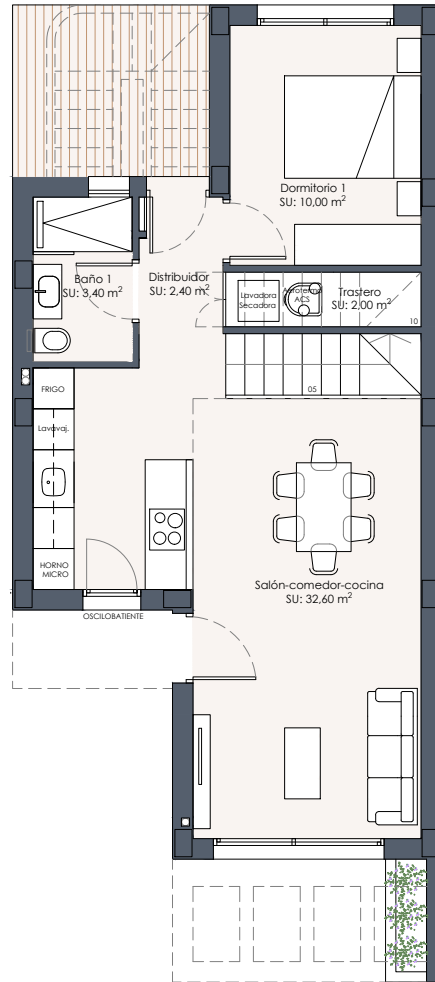 Dormitorio 1
SU: 10,00 m²
Baño 1
SU: 3,40 m²
Distribuidor
SU: 2,40 m²
Lavadora
Secadora
Aerotermia
ACS
Trastero
SU: 2,00 m²
10
05
FRIGO
Lavavaj.
HORNO
MICRO
OSCILOBATIENTE
Salón-comedor-cocina
SU: 32,60 m²